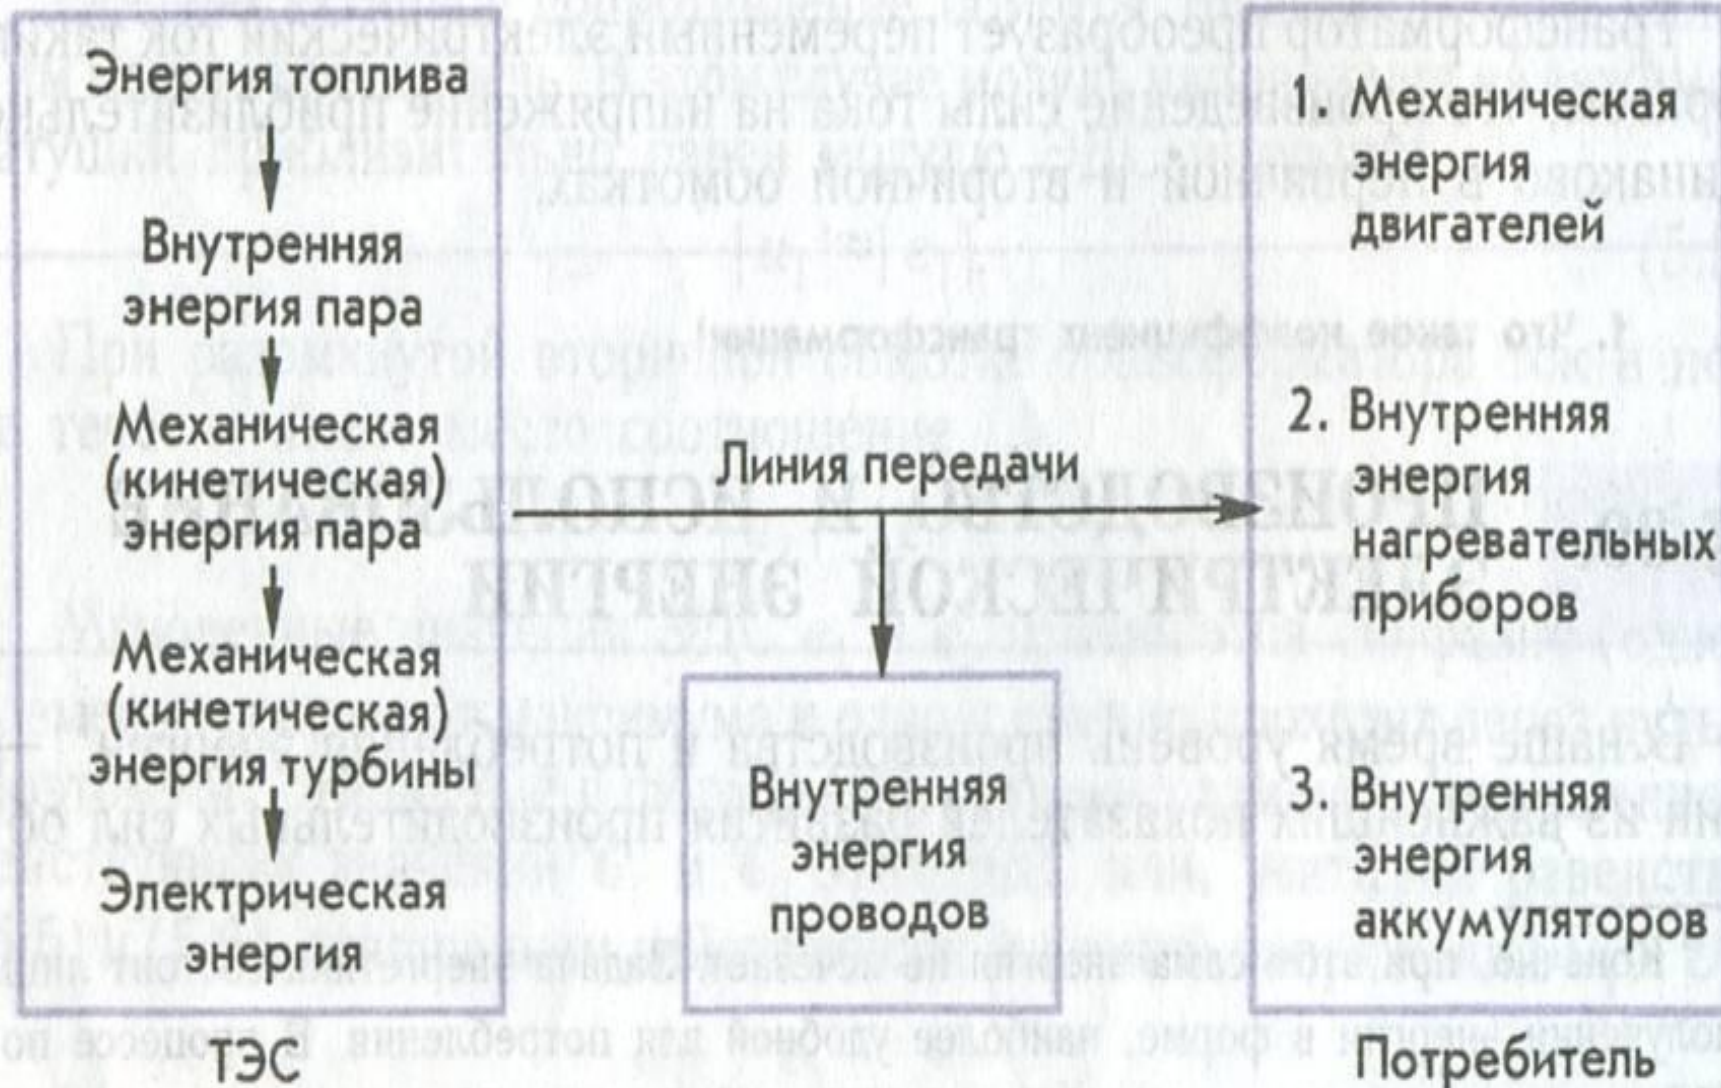 Энергия топлива
Внутренняя
энергия пара
Механическая
(кинетическая)
энергия пара
Механическая
(кинетическая)
энергия турбины
Электрическая
энергия
ТЭС
Линия передачи
Внутренняя
энергия
проводов
1. Механическая
энергия
двигателей
2. Внутренняя
энергия
нагревательных
приборов
3. Внутренняя
энергия
аккумуляторов
Потребитель